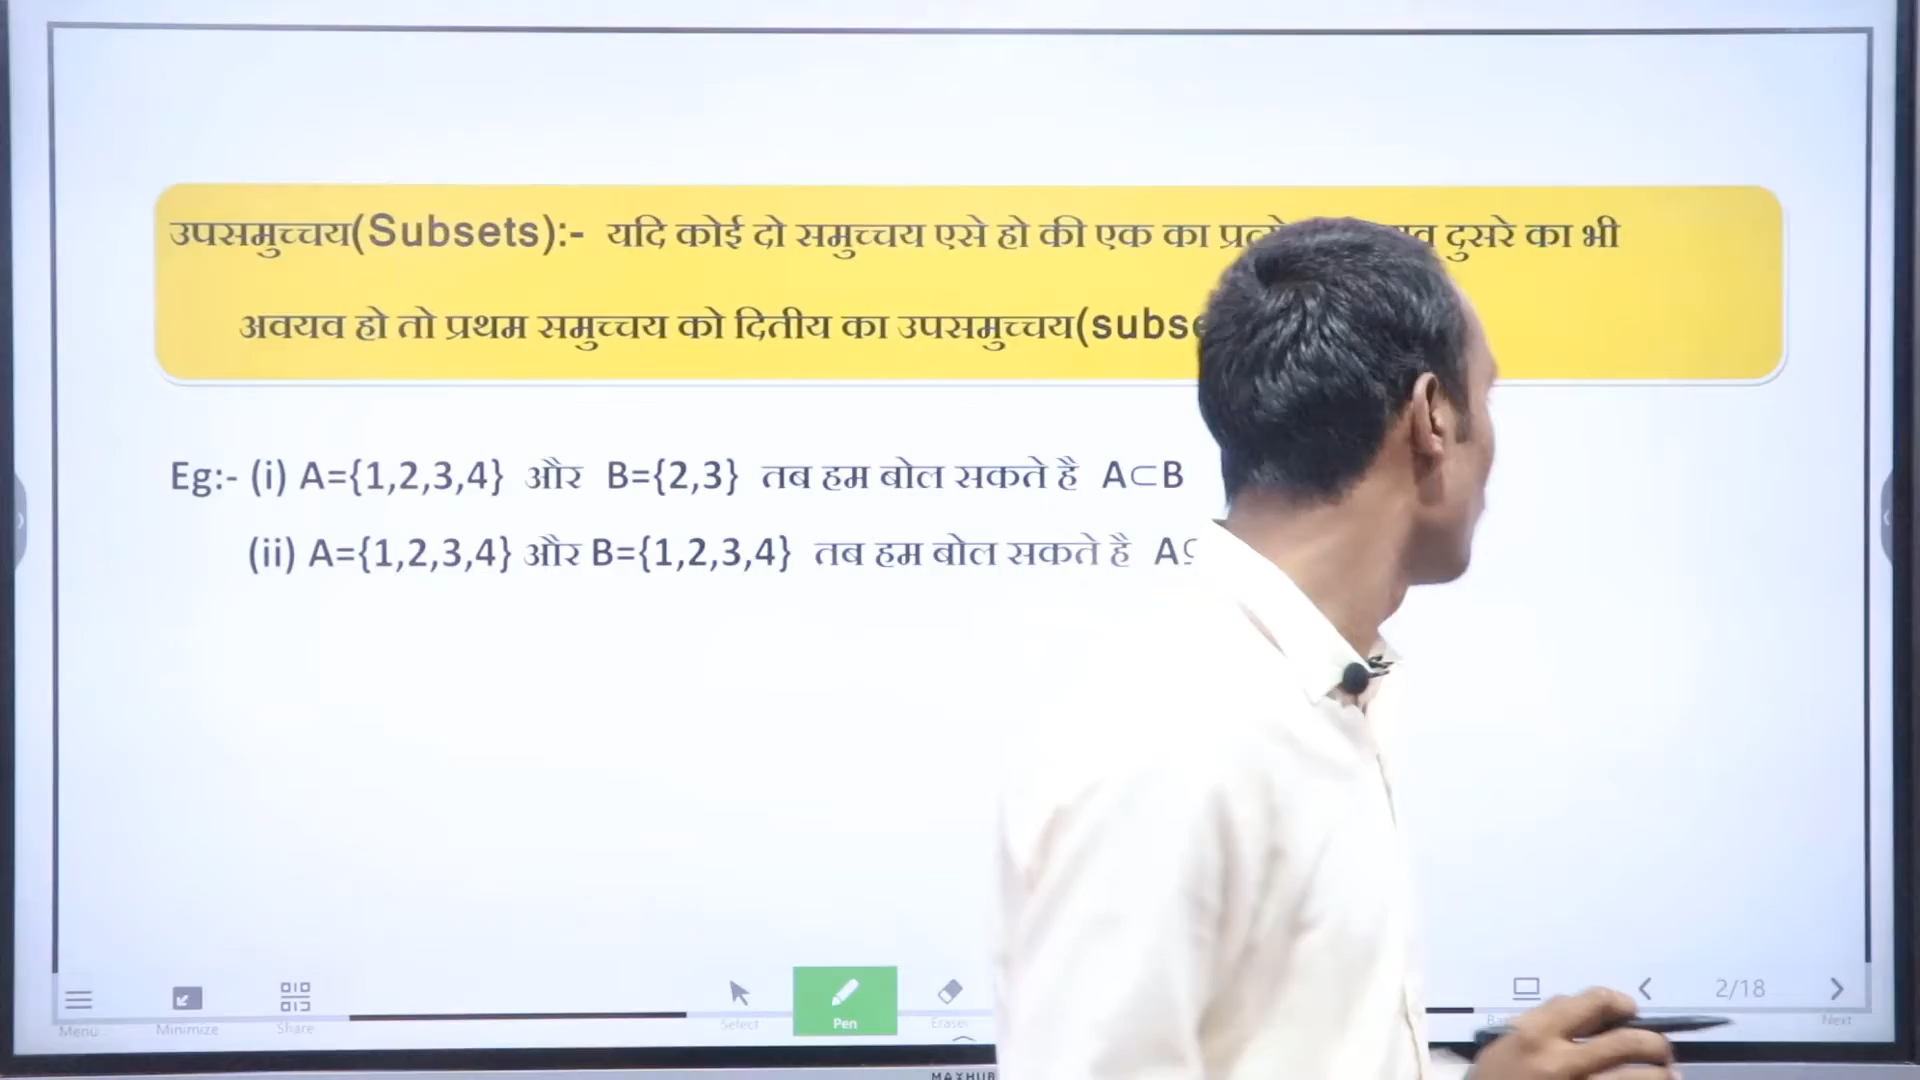 उपसमुच्चय(Subsets):- यदि कोई दो समुच्चय एसे हो की एक का दुसरे का भी
अवयव हो तो प्रथम समुच्चय को दितीय का उपसमुच्चय(subse
Eg:- (i) A={1,2,3,4} और B={2,3} तब हम बोल सकते है A⊂B
(ii) A={1,2,3,4} और B={1,2,3,4} तब हम बोल सकते है A
Menu
Minimize
Share
Select
Pen
Eraser
2/18
Next
MAXHUB